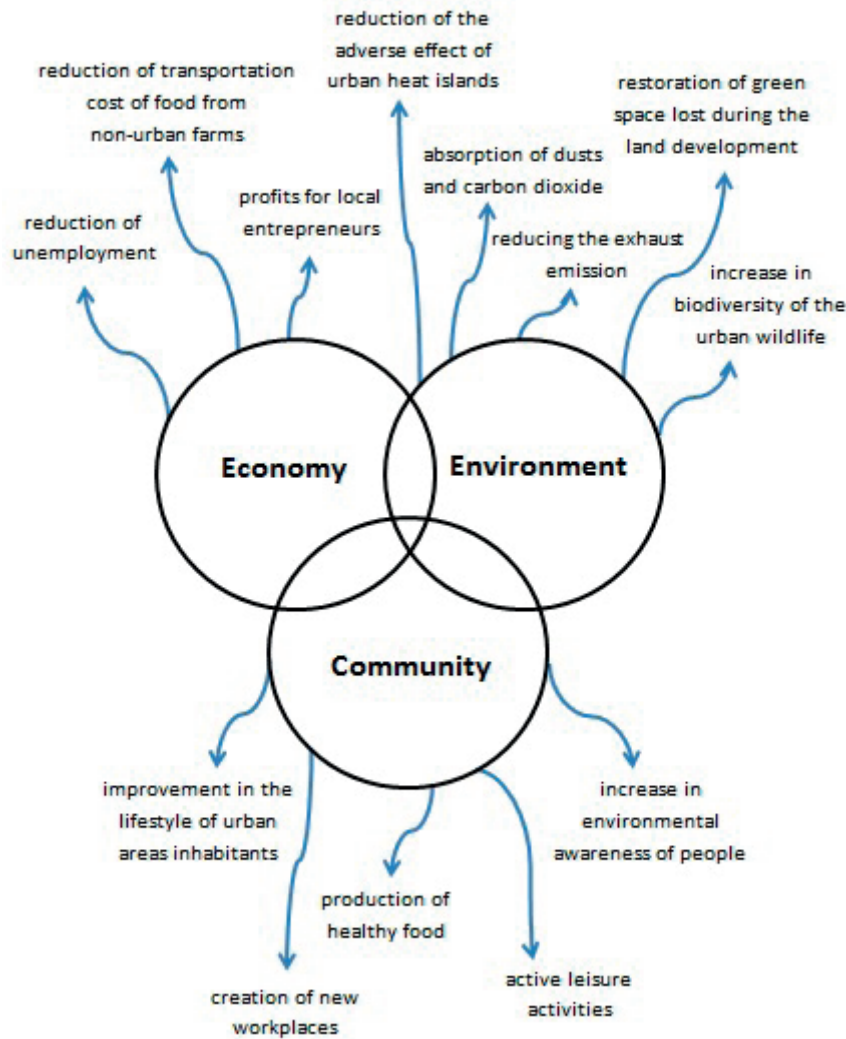 reduction of the
adverse effect of
urban heat islands
reduction of transportation
cost of food from
non-urban farms
restoration of green
space lost during the
land development
absorption of dusts
and carbon dioxide
profits for local
entrepreneurs
reduction of
unemployment
reducing the exhaust
emission
increase in
biodiversity of the
urban wildlife
Economy
Environment
Community
improvement in the
lifestyle of urban
areas inhabitants
increase in
environmental
awareness of people
production of
healthy food
creation of new
workplaces
active leisure
activities